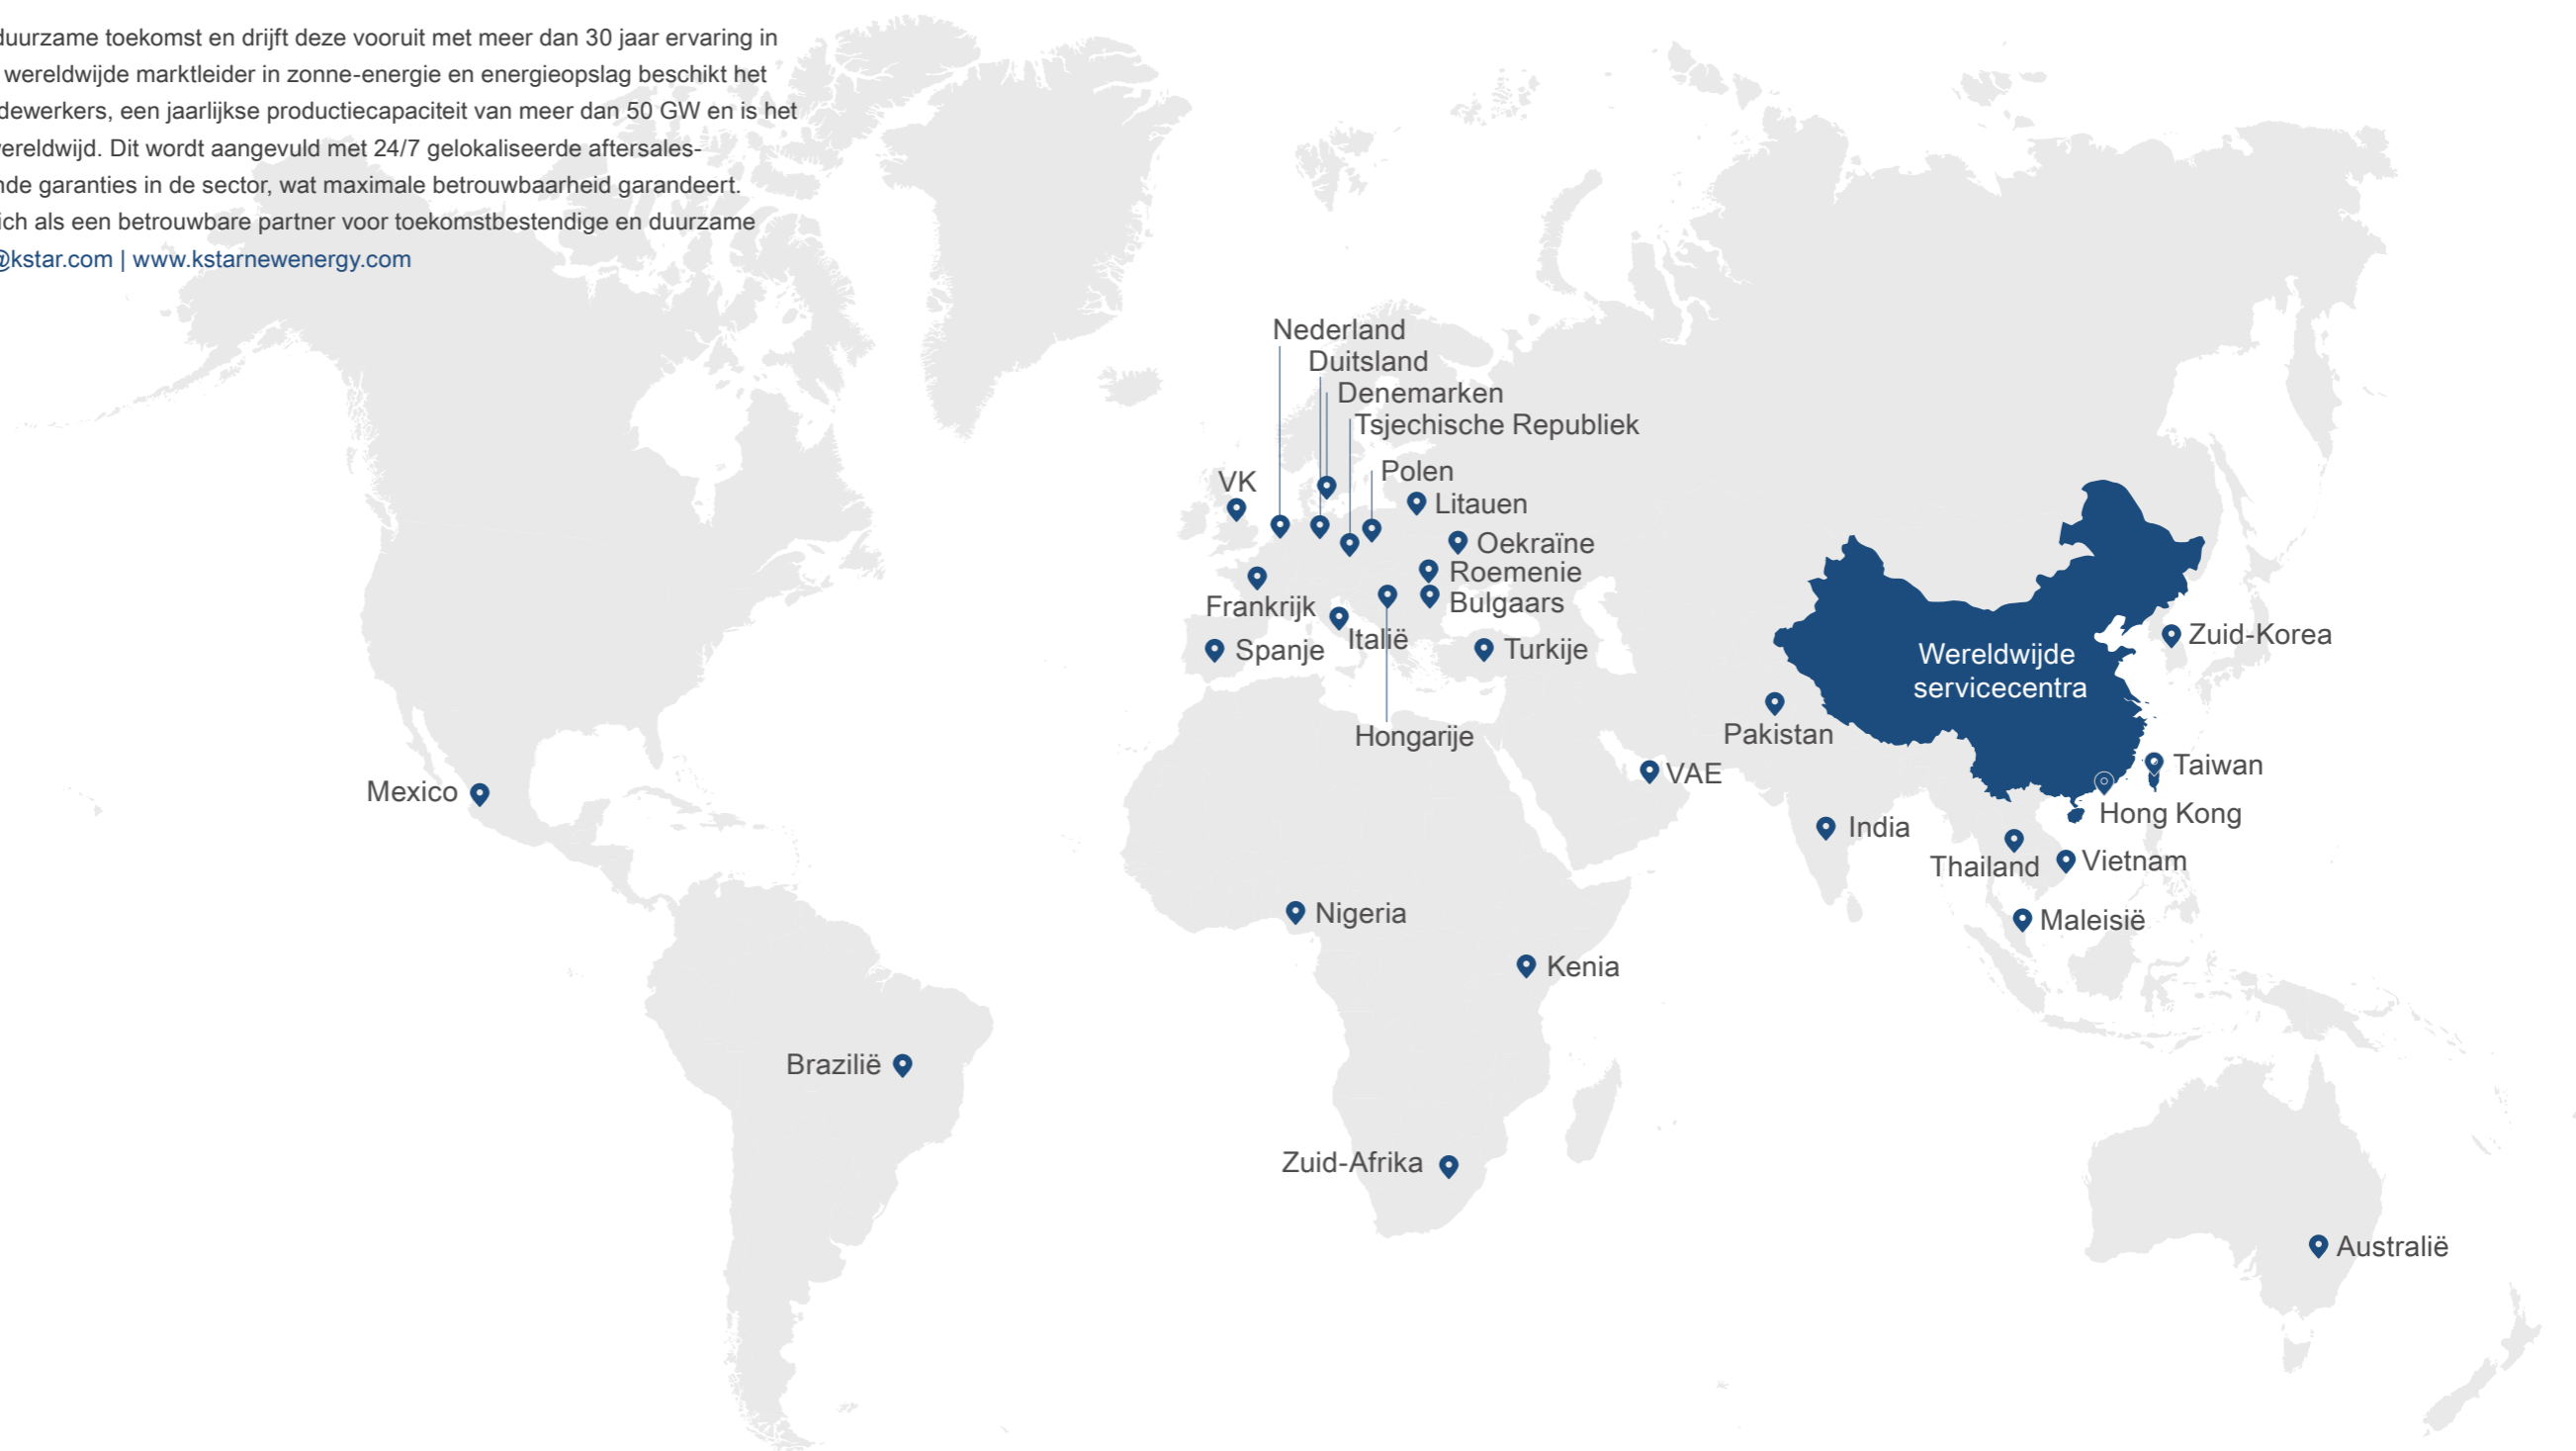 duurzame toekomst en drijft deze vooruit met meer dan 30 jaar ervaring in
wereldwijde marktleider in zonne-energie en energieopslag beschikt het
dewerkers, een jaarlijkse productiecapaciteit van meer dan 50 GW en is het
wereldwijd. Dit wordt aangevuld met 24/7 gelokaliseerde aftersales-
nde garanties in de sector, wat maximale betrouwbaarheid garandeert.
ich als een betrouwbare partner voor toekomstbestendige en duurzame
@kstar.com | www.kstarnewenergy.com
Nederland
Duitsland
Denemarken
Tsjechische Republiek
Polen
VK
Litauen
Oekraïne
Roemenie
Frankrijk
Bulgaars
Italië
Spanje
Turkije
Hongarije
Zuid-Korea
Wereldwijde
servicecentra
Pakistan
VAE
Taiwan
Mexico
Hong Kong
India
Thailand
Vietnam
Nigeria
Maleisië
Kenia
Brazilië
Zuid-Afrika
Australië